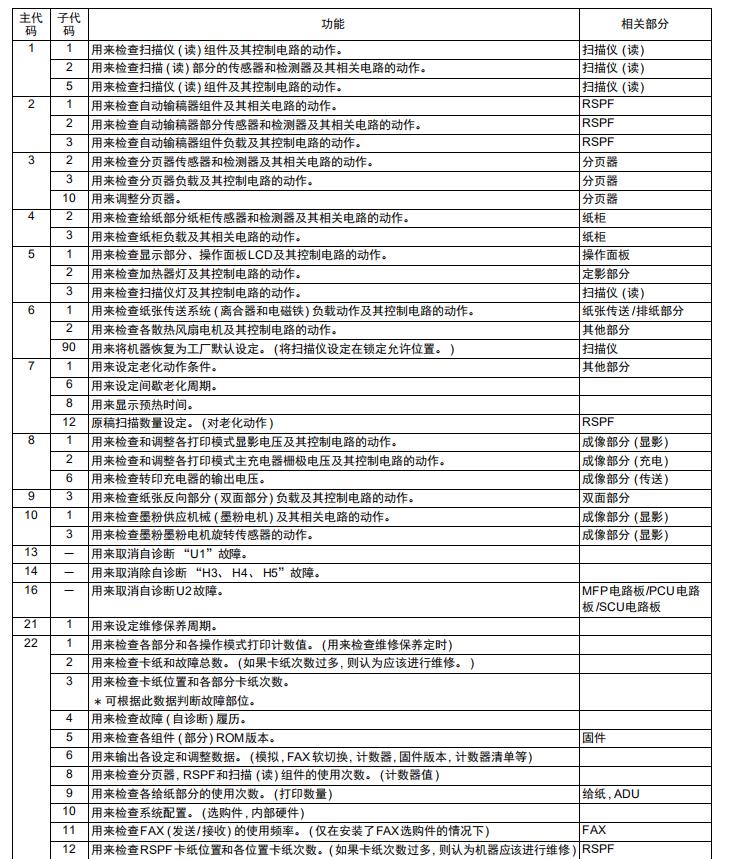 主代码 子代码 功能 相关部分
1 1 用来检查扫描仪(读)组件及其控制电路的动作。 扫描仪(读)
2 用来检查扫描(读)部分的传感器和检测器及其相关电路的动作。 扫描仪(读)
5 用来检查扫描仪(读)组件及其控制电路的动作。 扫描仪(读)
2 1 用来检查自动输稿器组件及其相关电路的动作。 RSPF
2 用来检查自动输稿器部分传感器和检测器及其相关电路的动作。 RSPF
3 用来检查自动输稿器组件负载及其控制电路的动作。 RSPF
3 2 用来检查分页器传感器和检测器及其相关电路的动作。 分页器
3 用来检查分页器负载及其控制电路的动作。 分页器
10 用来调整分页器。 分页器
4 2 用来检查给纸部分纸柜传感器和检测器及其相关电路的动作。 纸柜
3 用来检查纸柜负载及其相关电路的动作。 纸柜
5 1 用来检查显示部分、操作面板LCD及其控制电路的动作。 操作面板
2 用来检查加热器灯及其控制电路的动作。 定影部分
3 用来检查扫描仪灯及其控制电路的动作。 扫描仪(读)
6 1 用来检查纸张传送系统(离合器和电磁铁)负载动作及其控制电路的动作。 纸张传送/排纸部分
2 用来检查各散热风扇电机及其控制电路的动作。 其他部分
90 用来将机器恢复为工厂默认设定。(将扫描仪设定在锁定允许位置。) 扫描仪
7 1 用来设定老化动作条件。 其他部分
6 用来设定间歇老化周期。
8 用来显示预热时间。
12 原稿扫描数量设定。(对老化动作) RSPF
8 1 用来检查和调整各打印模式显影电压及其控制电路的动作。 成像部分(显影)
2 用来检查和调整各打印模式主充电器栅极电压及其控制电路的动作。 成像部分(充电)
6 用来检查转印充电器的输出电压。 成像部分(传送)
9 3 用来检查纸张反向部分(双面部分)负载及其控制电路的动作。 双面部分
10 1 用来检查墨粉供应机械(墨粉电机)及其相关电路的动作。 成像部分(显影)
3 用来检查墨粉墨粉电机旋转传感器的动作。 成像部分(显影)
13 — 用来取消自诊断 “U1”故障。
14 — 用来取消除自诊断 “H3、H4、H5”故障。
16 — 用来取消自诊断U2故障。 MFP电路板/PCU电路
板/SCU电路板
21 1 用来设定维修保养周期。
22 1 用来检查各部分和各操作模式打印计数值。(用来检查维修保养定时)
2 用来检查卡纸和故障总数。(如果卡纸次数过多,则认为应该进行维修。)
3 用来检查卡纸位置和各部分卡纸次数。
＊可根据此数据判断故障部位。
4 用来检查故障(自诊断)履历。
5 用来检查各组件(部分)ROM版本。 固件
6 用来输出各设定和调整数据。(模拟,FAX软切换,计数器,固件版本,计数器清单等)
8 用来检查分页器,RSPF和扫描(读)组件的使用次数。(计数器值)
9 用来检查各给纸部分的使用次数。(打印数量) 给纸,ADU
10 用来检查系统配置。(选购件,内部硬件)
11 用来检查FAX(发送/接收)的使用频率。(仅在安装了FAX选购件的情况下) FAX
12 用来检查RSPF卡纸位置和各位置卡纸次数。(如果卡纸次数过多,则认为机器应该进行维修) RSPF